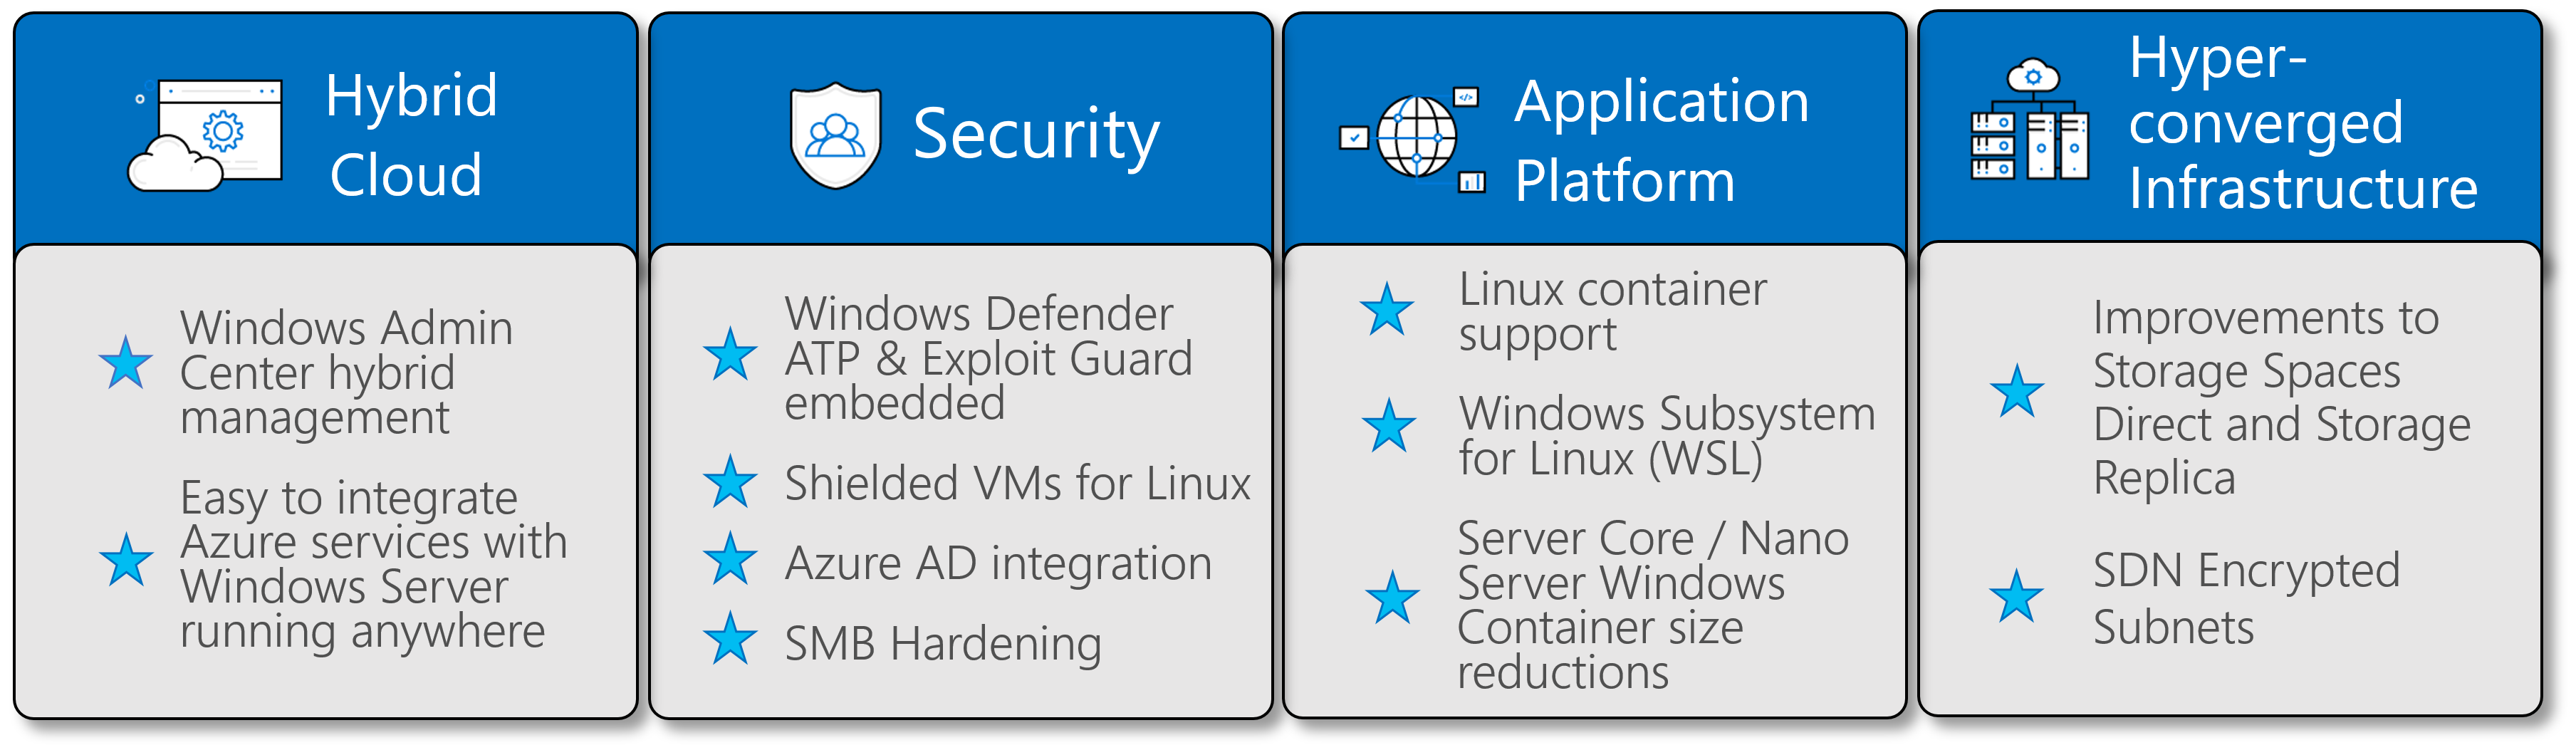 Hybrid
Cloud
Windows Admin
Center hybrid
management
Easy to integrate
Azure services with
Windows Server
running anywhere
Security
Windows Defender
ATP & Exploit Guard
embedded
Shielded VMs for Linux
Azure AD integration
SMB Hardening
Application
Platform
</>
Linux container
support
Windows Subsystem
for Linux (WSL)
Server Core / Nano
Server Windows
Container size
reductions
Hyper-
converged
Infrastructure
Improvements to
Storage Spaces
Direct and Storage
Replica
SDN Encrypted
Subnets